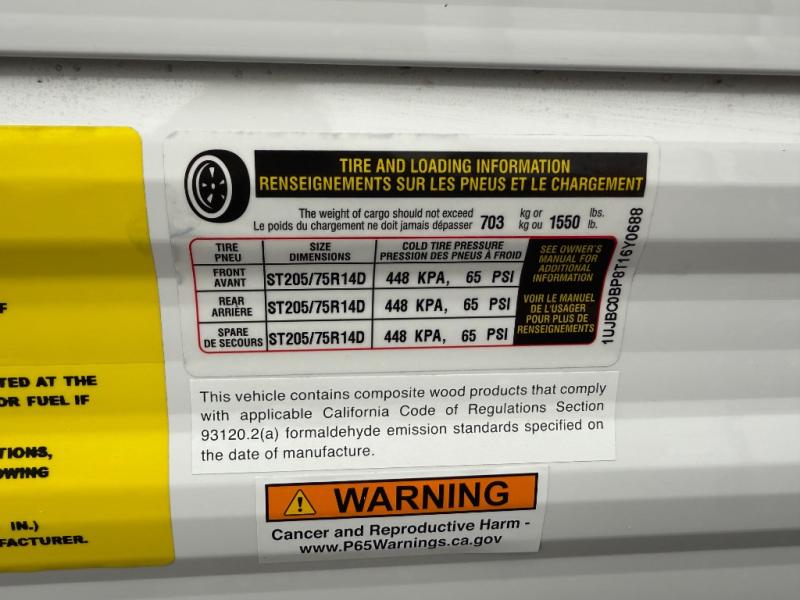 TIRE AND LOADING INFORMATION
RENSEIGNEMENTS SUR LES PNEUS ET LE CHARGEMENT
The weight of cargo should not exceed 703 kg or 1550 lbs.
Le poids du chargement ne doit jamais dépasser kg ou lb.
TIRE PNEU SIZE DIMENSIONS COLD TIRE PRESSURE PRESSION DES PNEUS À FROID
FRONT AVANT ST205/75R14D 448 KPA, 65 PSI
REAR ARRIÈRE ST205/75R14D 448 KPA, 65 PSI
SPARE DE SECOURS ST205/75R14D 448 KPA, 65 PSI
SEE OWNER'S
MANUAL FOR
ADDITIONAL
INFORMATION
VOIR LE MANUEL
DE L'USAGER
POUR PLUS DE
RENSEIGNEMENTS
1UJBC0BP8T16Y0688
This vehicle contains composite wood products that comply
with applicable California Code of Regulations Section
93120.2(a) formaldehyde emission standards specified on
the date of manufacture.
WARNING
Cancer and Reproductive Harm -
www.P65Warnings.ca.gov
F
TED AT THE
OR FUEL IF
TIONS,
OWING
IN.)
FACTURER.